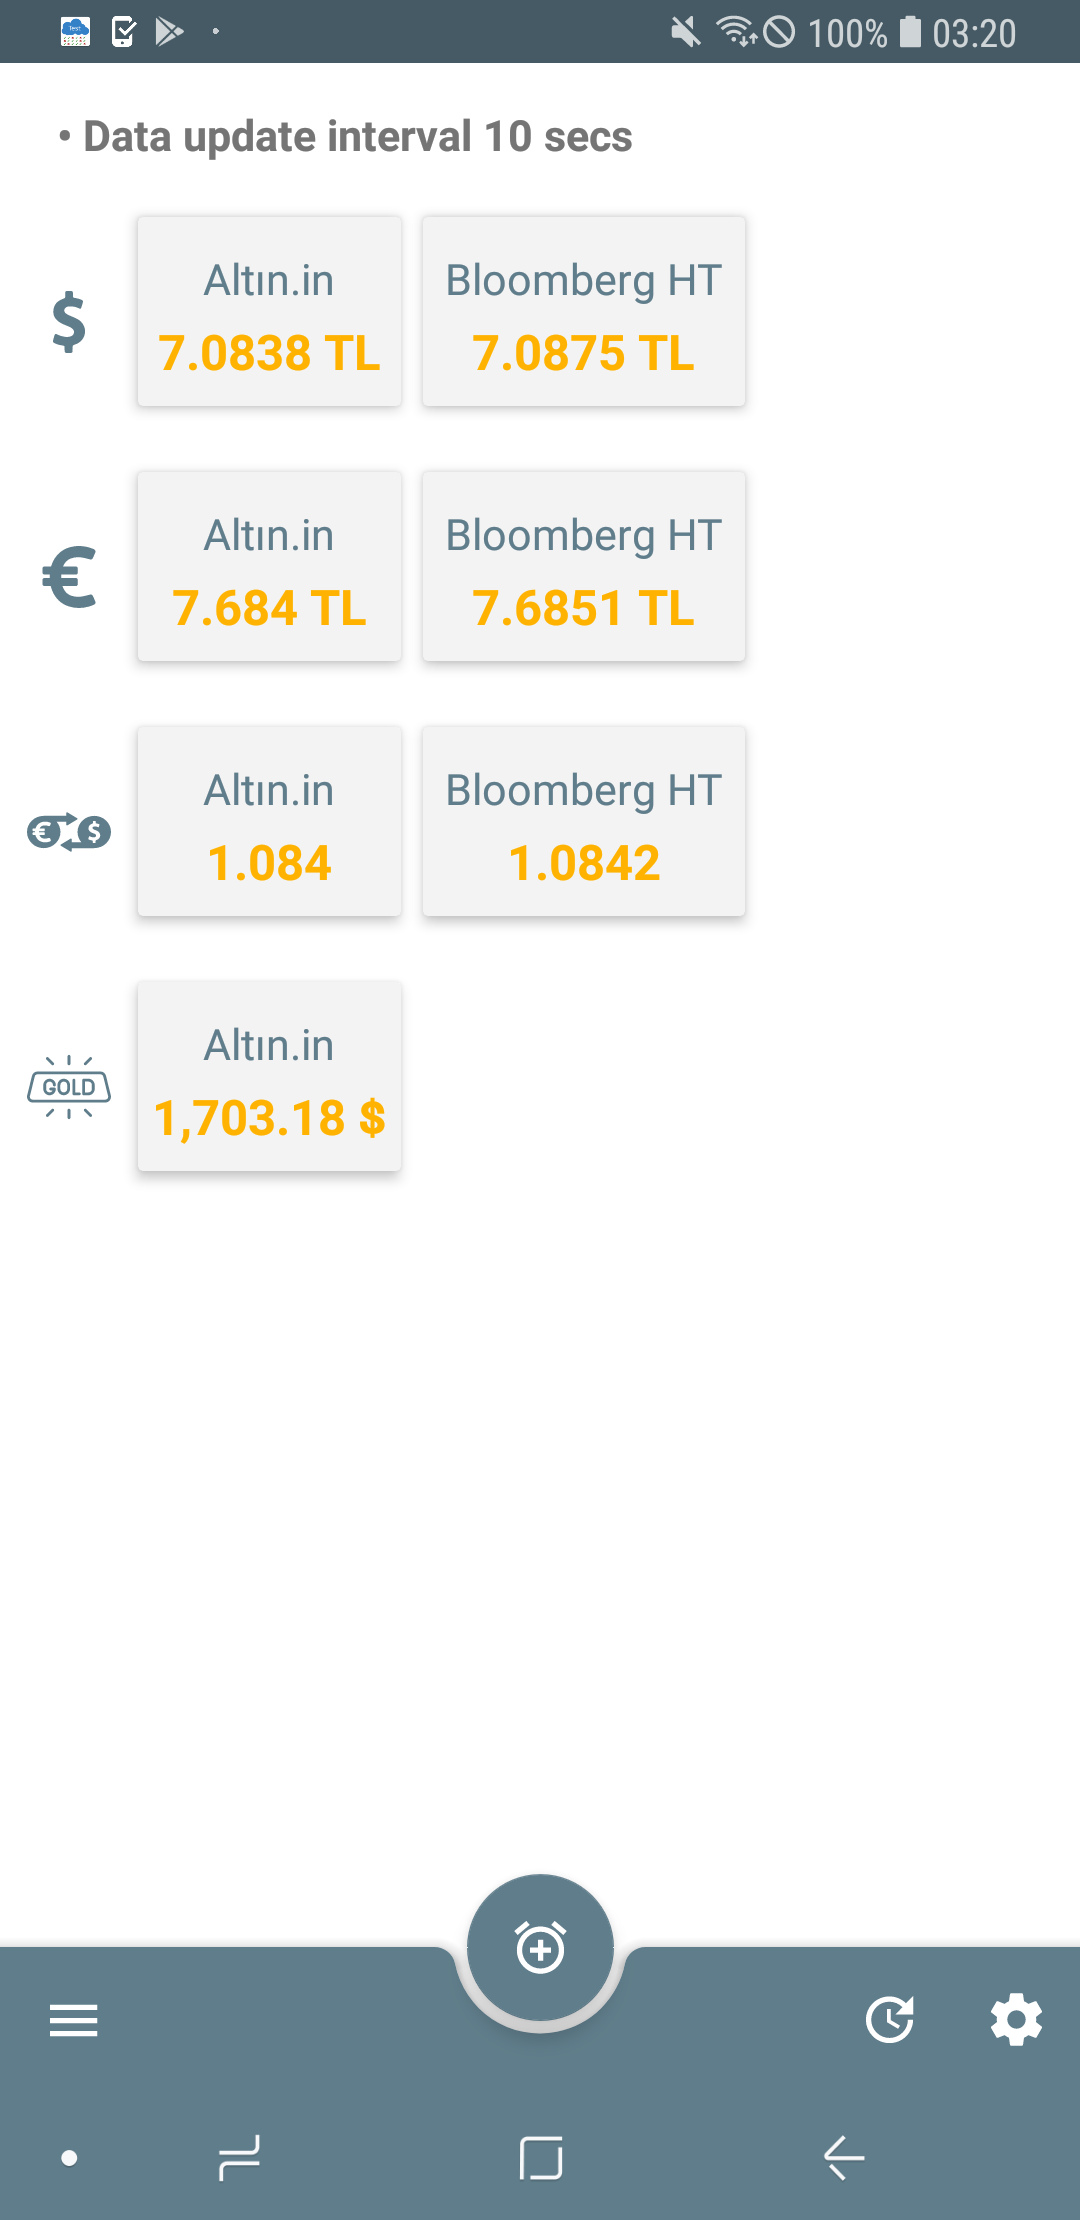 100% 03:20
• Data update interval 10 secs
Altın.in
7.0838 TL
Bloomberg HT
7.0875 TL
Altın.in
7.684 TL
Bloomberg HT
7.6851 TL
Altın.in
1.084
Bloomberg HT
1.0842
GOLD
Altın.in
1,703.18 $